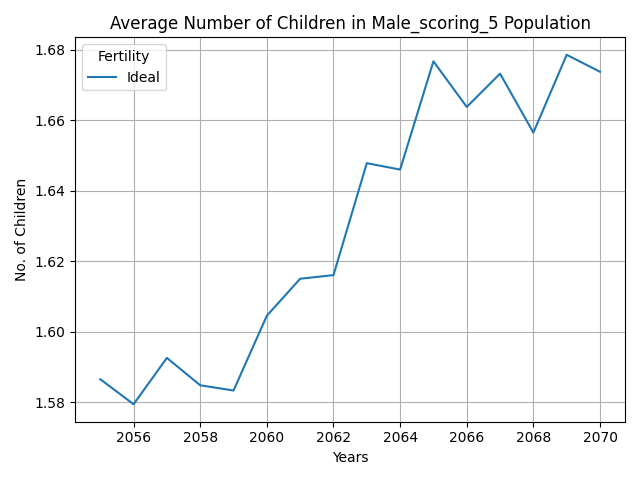 Average Number of Children in Male_scoring_5 Population
Fertility
Ideal
No. of Children
1.68
1.66
1.64
1.62
1.60
1.58
2056 2058 2060 2062 2064 2066 2068 2070
Years